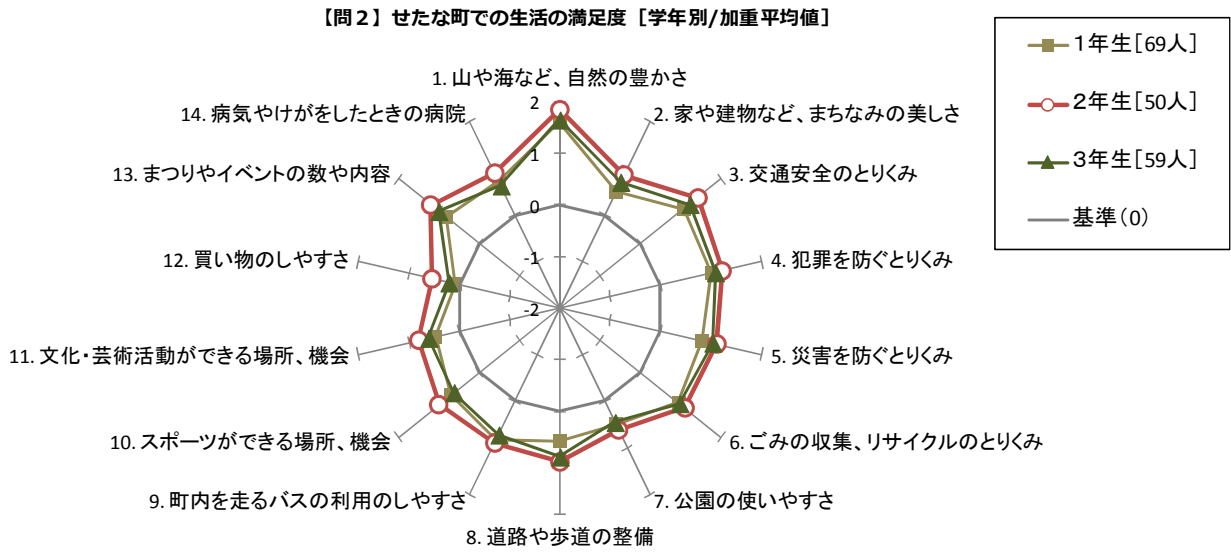 【問２】せたな町での生活の満足度［学年別/加重平均値］
1年生[69人]
2年生[50人]
3年生[59人]
基準(0)
1. 山や海など、自然の豊かさ
2. 家や建物など、まちなみの美しさ
3. 交通安全のとりくみ
4. 犯罪を防ぐとりくみ
5. 災害を防ぐとりくみ
6. ごみの収集、リサイクルのとりくみ
7. 公園の使いやすさ
8. 道路や歩道の整備
9. 町内を走るバスの利用のしやすさ
10. スポーツができる場所、機会
11. 文化・芸術活動ができる場所、機会
12. 買い物のしやすさ
13. まつりやイベントの数や内容
14. 病気やけがをしたときの病院
2
1
0
-1
-2